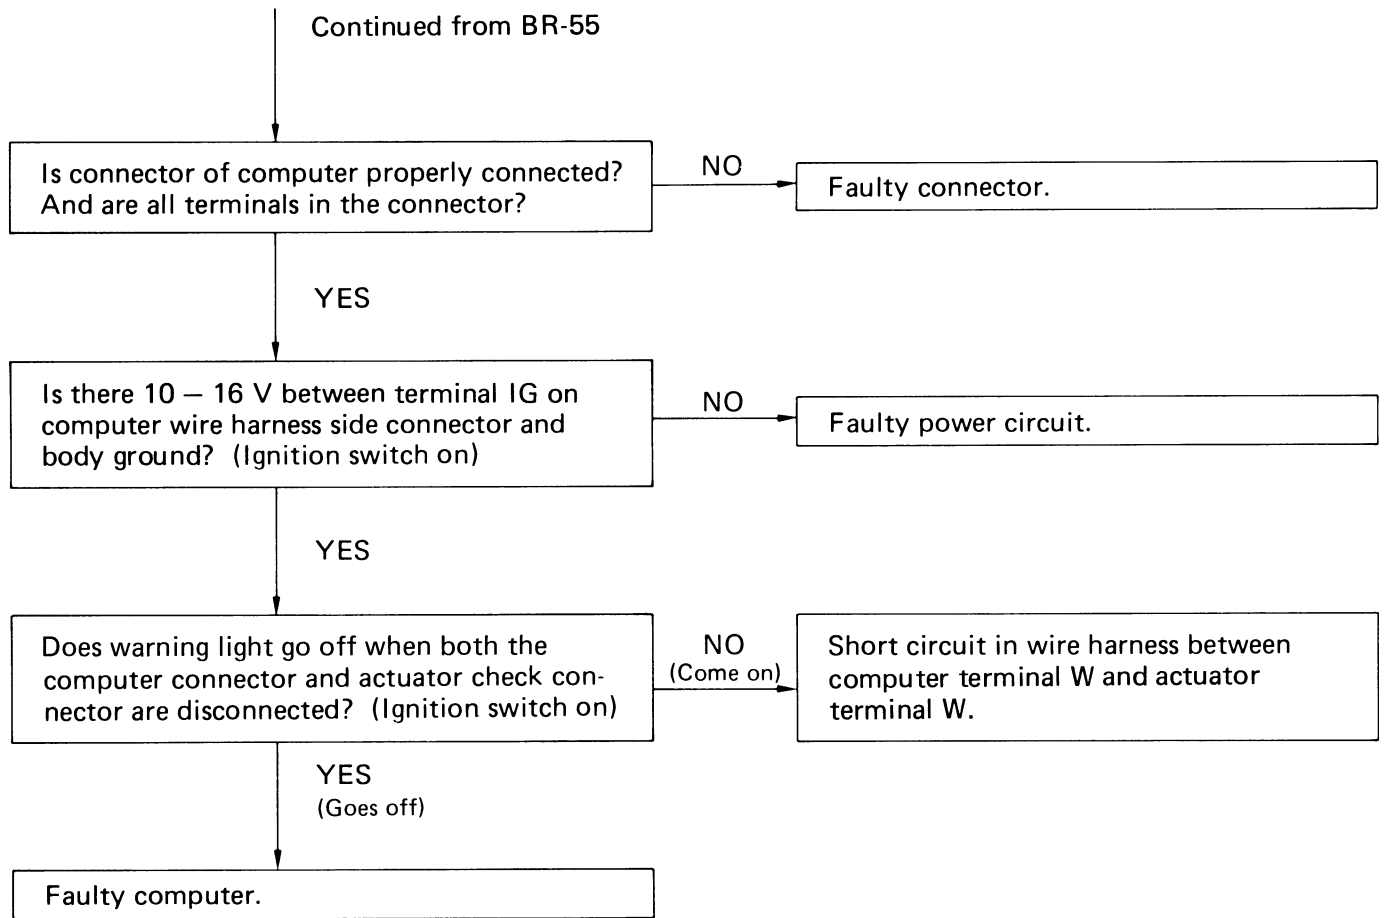 Continued from BR-55
Is connector of computer properly connected?
And are all terminals in the connector?
NO
Faulty connector.
YES
Is there 10 – 16 V between terminal IG on
computer wire harness side connector and
body ground? (Ignition switch on)
NO
Faulty power circuit.
YES
Does warning light go off when both the
computer connector and actuator check con-
nector are disconnected? (Ignition switch on)
NO
(Come on)
Short circuit in wire harness between
computer terminal W and actuator
terminal W.
YES
(Goes off)
Faulty computer.